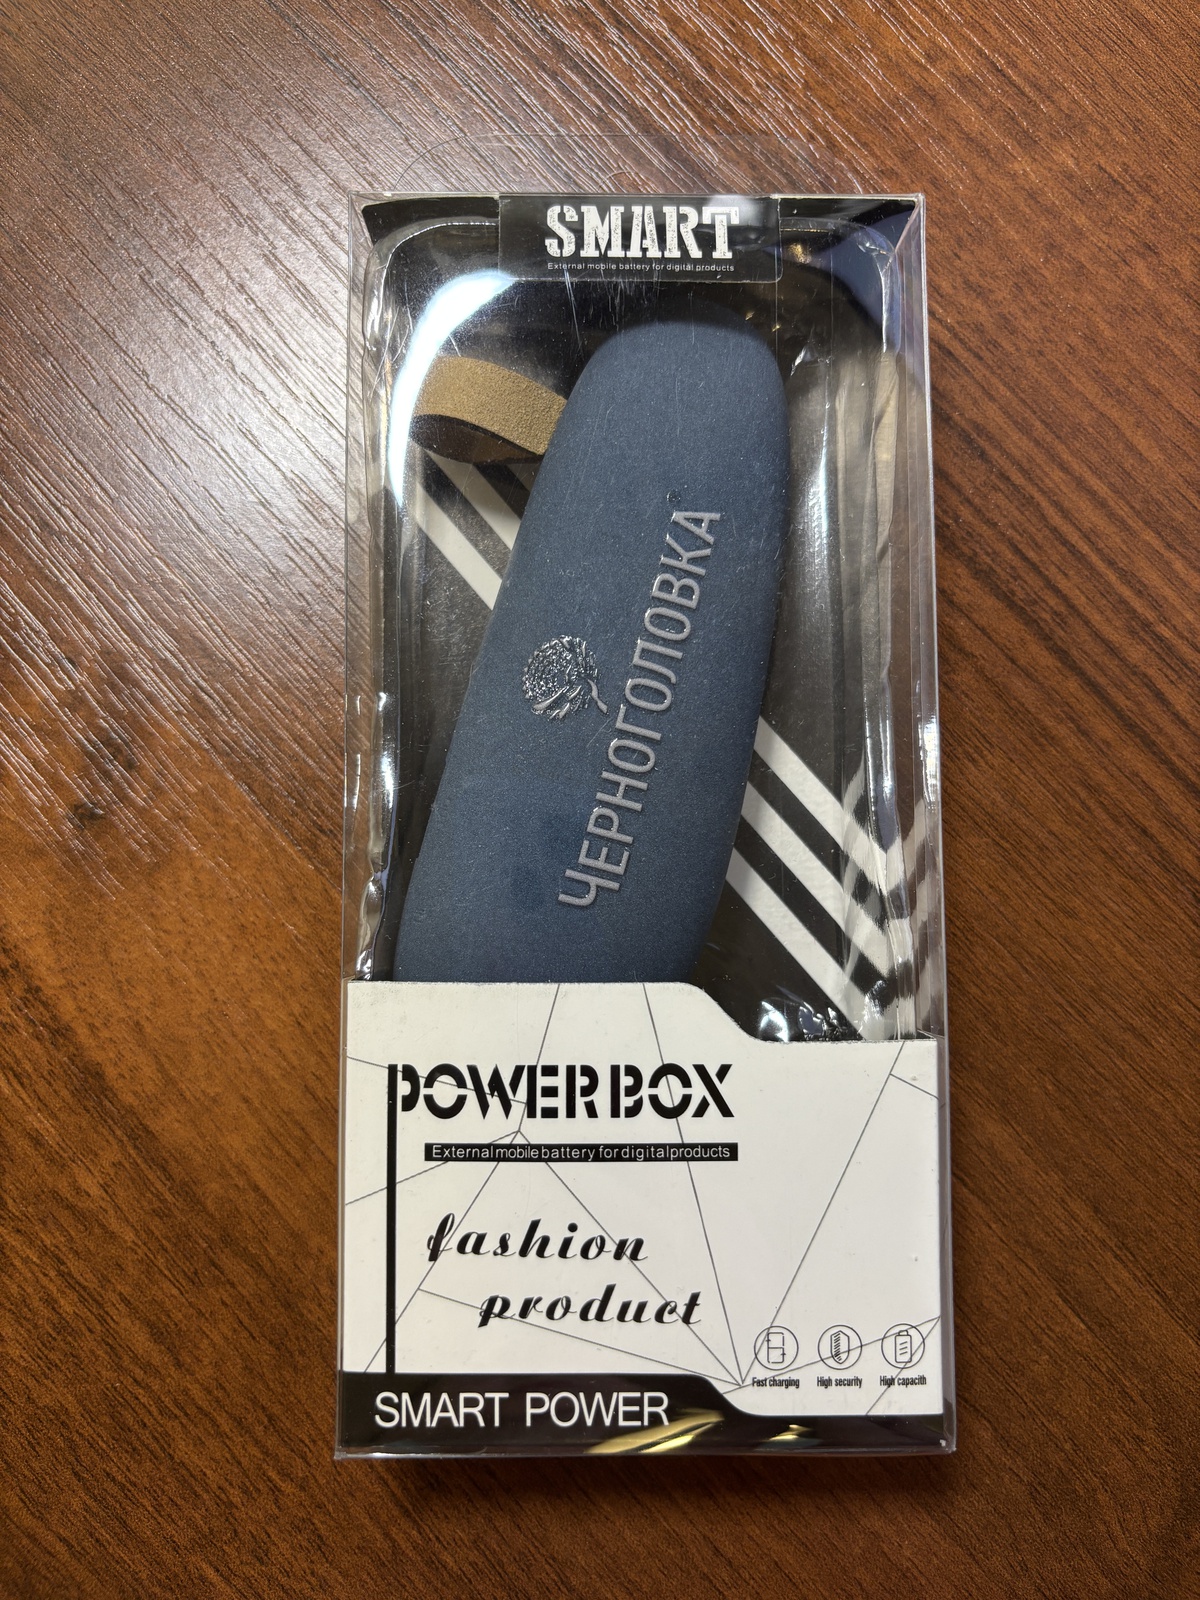 SMART
External mobile battery for digital products
ЧЕРНОГОЛОВКА®
POWER BOX
External mobile battery for digital products
fashion
product
Fast charging
High security
High capacith
SMART POWER